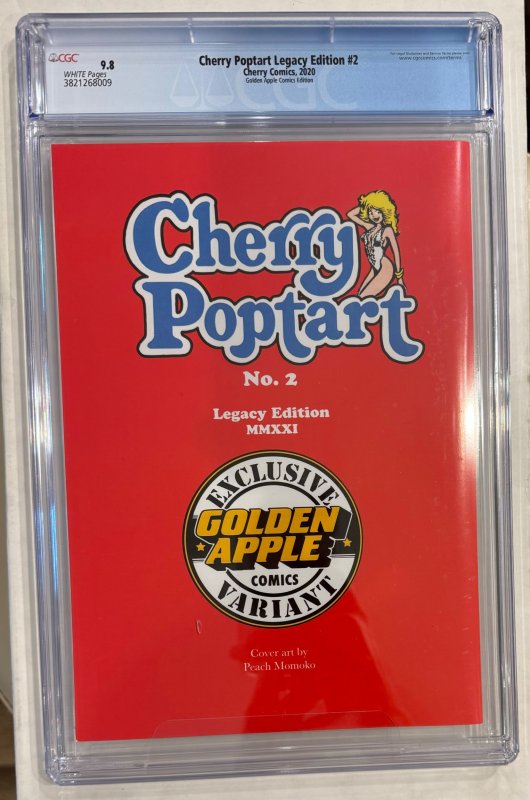 CGC
9.8
WHITE Pages
3821268009
Cherry Poptart Legacy Edition #2
Cherry Comics, 2020
Golden Apple Comics Edition
www.cgccomics.com/terms
Cherry
Poptart
No. 2
Legacy Edition
MMXXI
EXCLUSIVE
GOLDEN
APPLE
COMICS
VARIANT
Cover art by
Peach Momoko